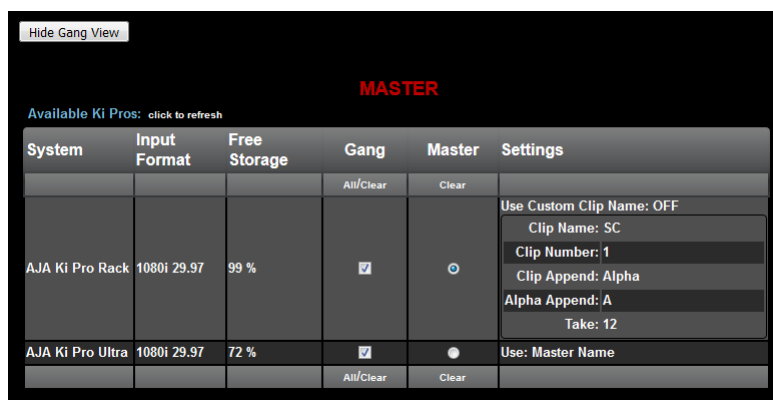 Hide Gang View
MASTER
Available Ki Pros: click to refresh
System Input Format Free Storage Gang Master Settings
All/Clear Clear
AJA Ki Pro Rack 1080i 29.97 99 % Use Custom Clip Name: OFF
Clip Name: SC
Clip Number: 1
Clip Append: Alpha
Alpha Append: A
Take: 12
AJA Ki Pro Ultra 1080i 29.97 72 % Use: Master Name
All/Clear Clear